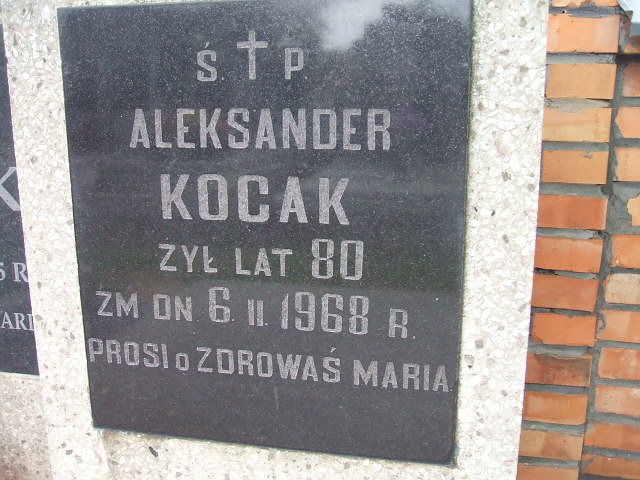 Ś. † P
ALEKSANDER
KOCAK
ŻYŁ LAT 80
ZM DN 6. II. 1968 R.
PROSI O ZDROWAŚ MARIA